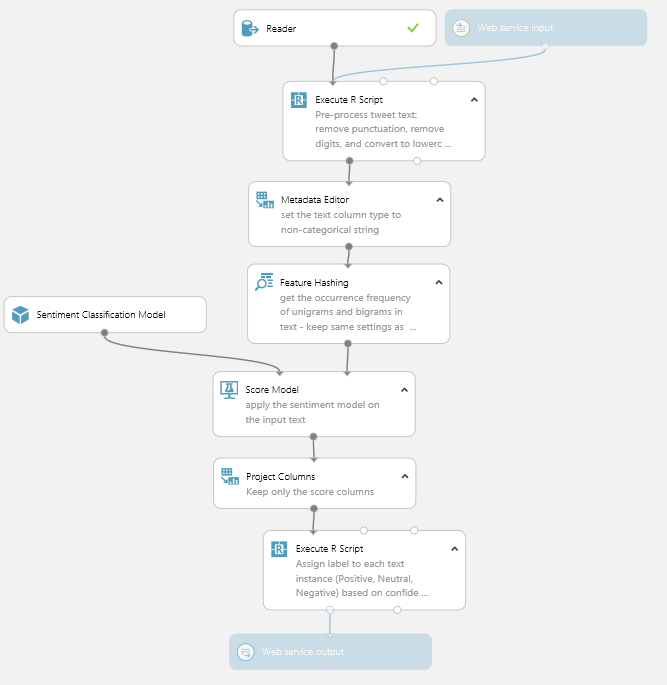 Reader
Web service input
Execute R Script
Pre-process tweet text:
remove punctuation, remove
digits, and convert to lowerc ...
Metadata Editor
set the text column type to
non-categorical string
Feature Hashing
get the occurrence frequency
of unigrams and bigrams in
text - keep same settings as ...
Sentiment Classification Model
Score Model
apply the sentiment model on
the input text
Project Columns
Keep only the score columns
Execute R Script
Assign label to each text
instance (Positive, Neutral,
Negative) based on confide ...
Web service output